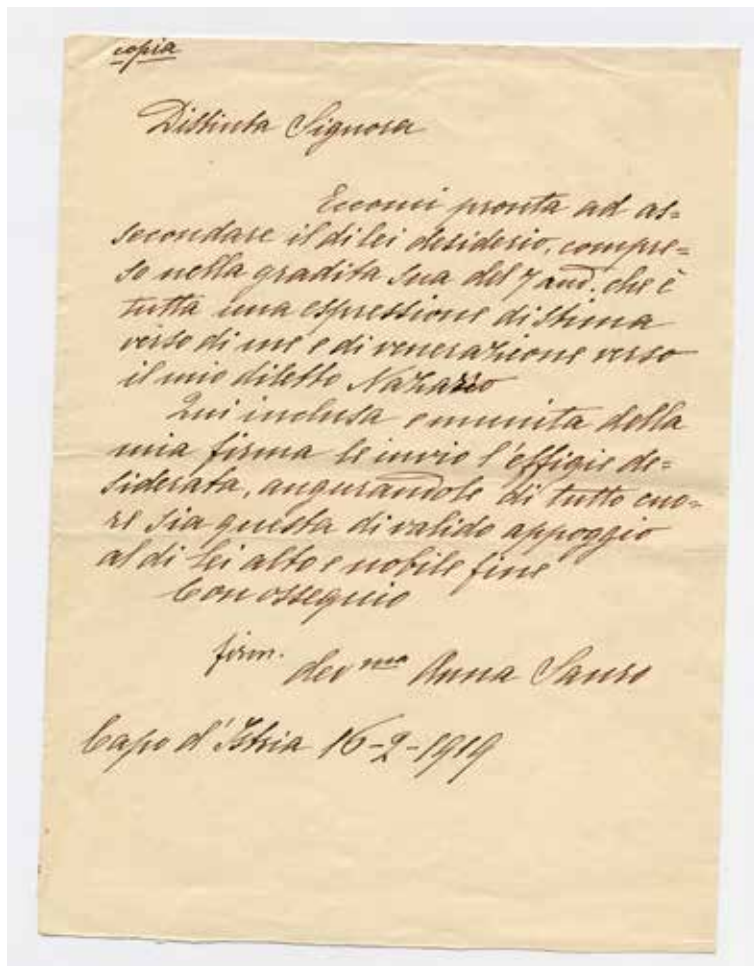 copia
Distinta Signora
Eccomi pronta ad as=
secondare il di lei desiderio, compre=
so nella gradita sua del 7 and. che è
tutta una espressione di stima
verso di me e di venerazione verso
il mio diletto Nazario
Qui inclusa e munita della
mia firma le invio l'effigie de=
siderata, augurandole di tutto cuo=
re sia questa di valido appoggio
al di lei alto e nobile fine
Con ossequio
firm. dev ma Anna Sauro
Capo d'Istria 16-2-1919